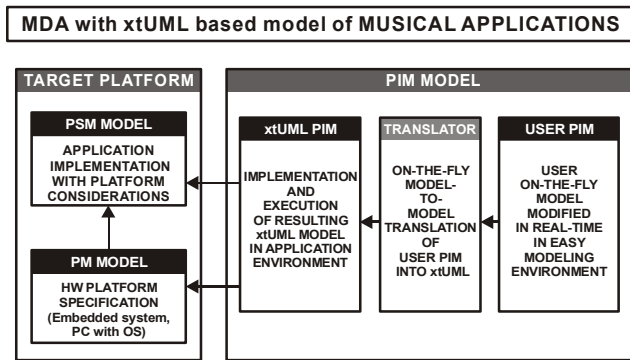 MDA with xtUML based model of MUSICAL APPLICATIONS
TARGET PLATFORM
PSM MODEL
APPLICATION
IMPLEMENTATION
WITH PLATFORM
CONSIDERATIONS
PM MODEL
HW PLATFORM
SPECIFICATION
(Embedded system,
PC with OS)
PIM MODEL
xtUML PIM
IMPLEMENTATION
AND
EXECUTION
OF RESULTING
xtUML MODEL
IN APPLICATION
ENVIRONMENT
TRANSLATOR
ON-THE-FLY
MODEL-
TO-
MODEL
TRANSLATION
OF
USER PIM
INTO xtUML
USER PIM
USER
ON-THE-FLY
MODEL
MODIFIED
IN REAL-TIME
IN EASY
MODELING
ENVIRONMENT